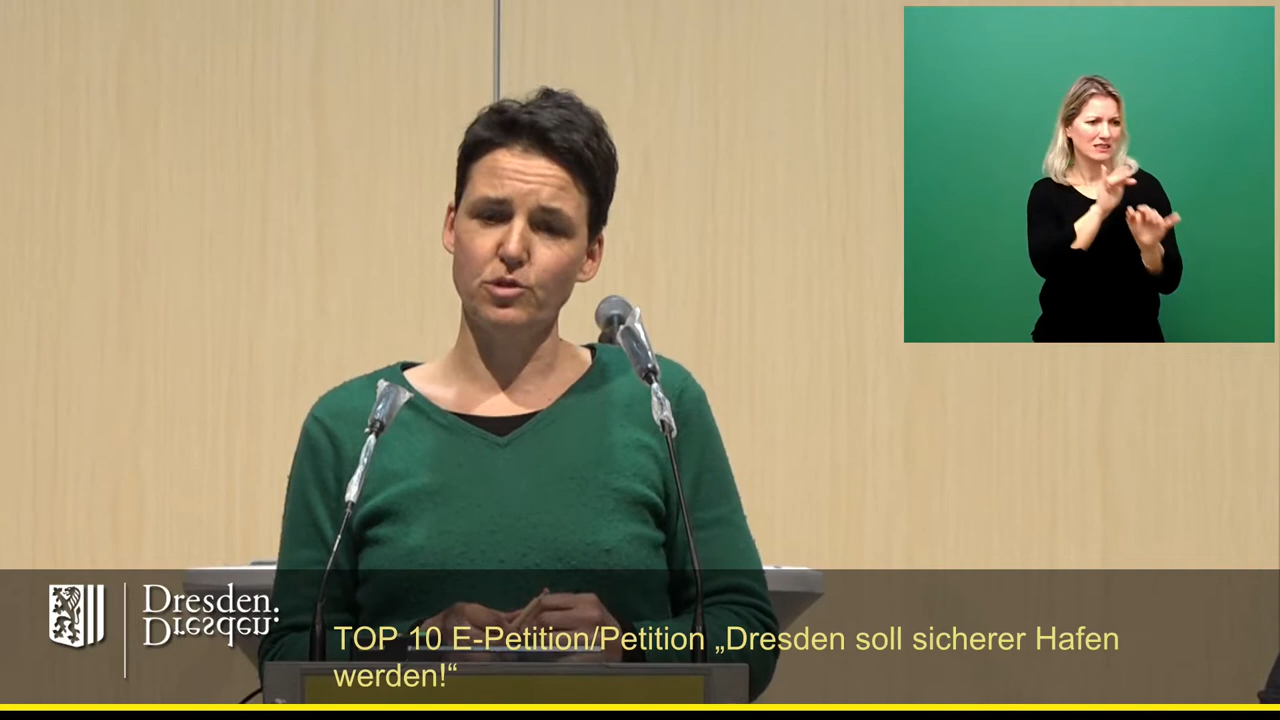 Dresden.
Dresden.
TOP 10 E-Petition/Petition „Dresden soll sicherer Hafen
werden!“